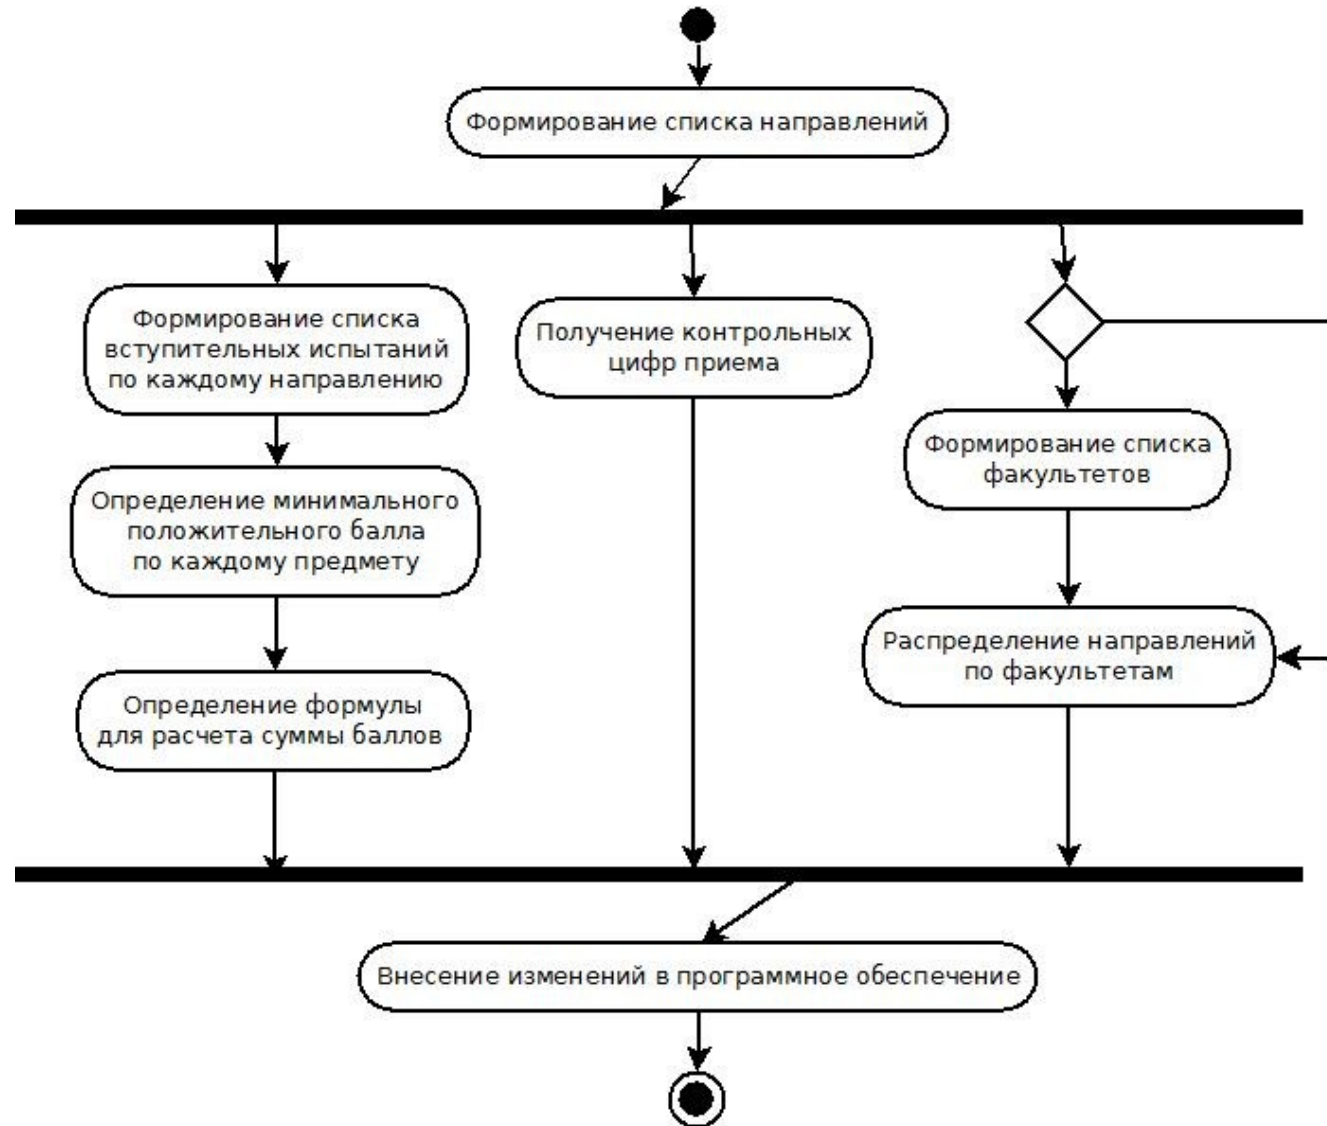 Формирование списка направлений
Формирование списка
вступительных испытаний
по каждому направлению
Получение контрольных
цифр приема
Формирование списка
факультетов
Определение минимального
положительного балла
по каждому предмету
Распределение направлений
по факультетам
Определение формулы
для расчета суммы баллов
Внесение изменений в программное обеспечение